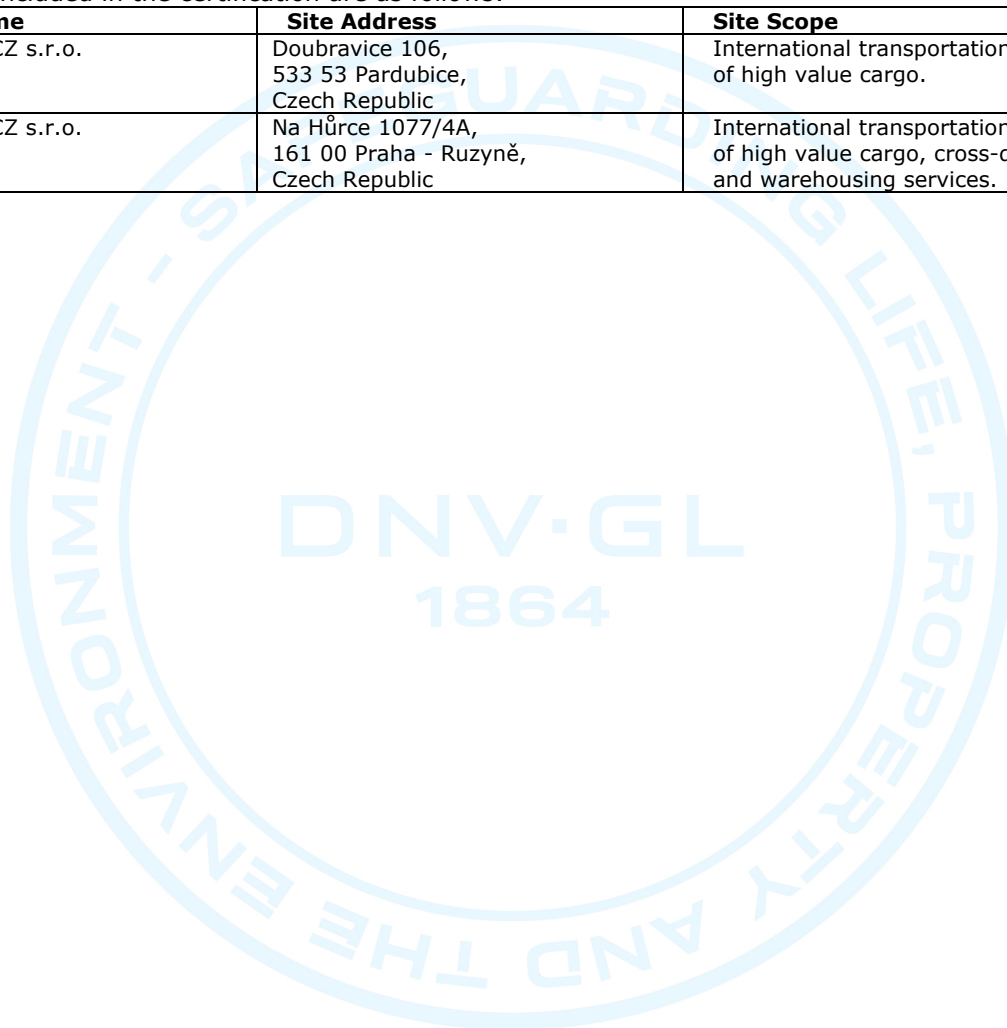 included in the certification are as follows:
me Site Address Site Scope
CZ s.r.o. Doubravice 106, International transportation
533 53 Pardubice, of high value cargo.
Czech Republic
CZ s.r.o. Na Hůrce 1077/4A, International transportation
161 00 Praha - Ruzyně, of high value cargo, cross-d
Czech Republic and warehousing services.
SAFEGUARDING LIFE, PROPERTY AND THE ENVIRONMENT -
DNV·GL
1864